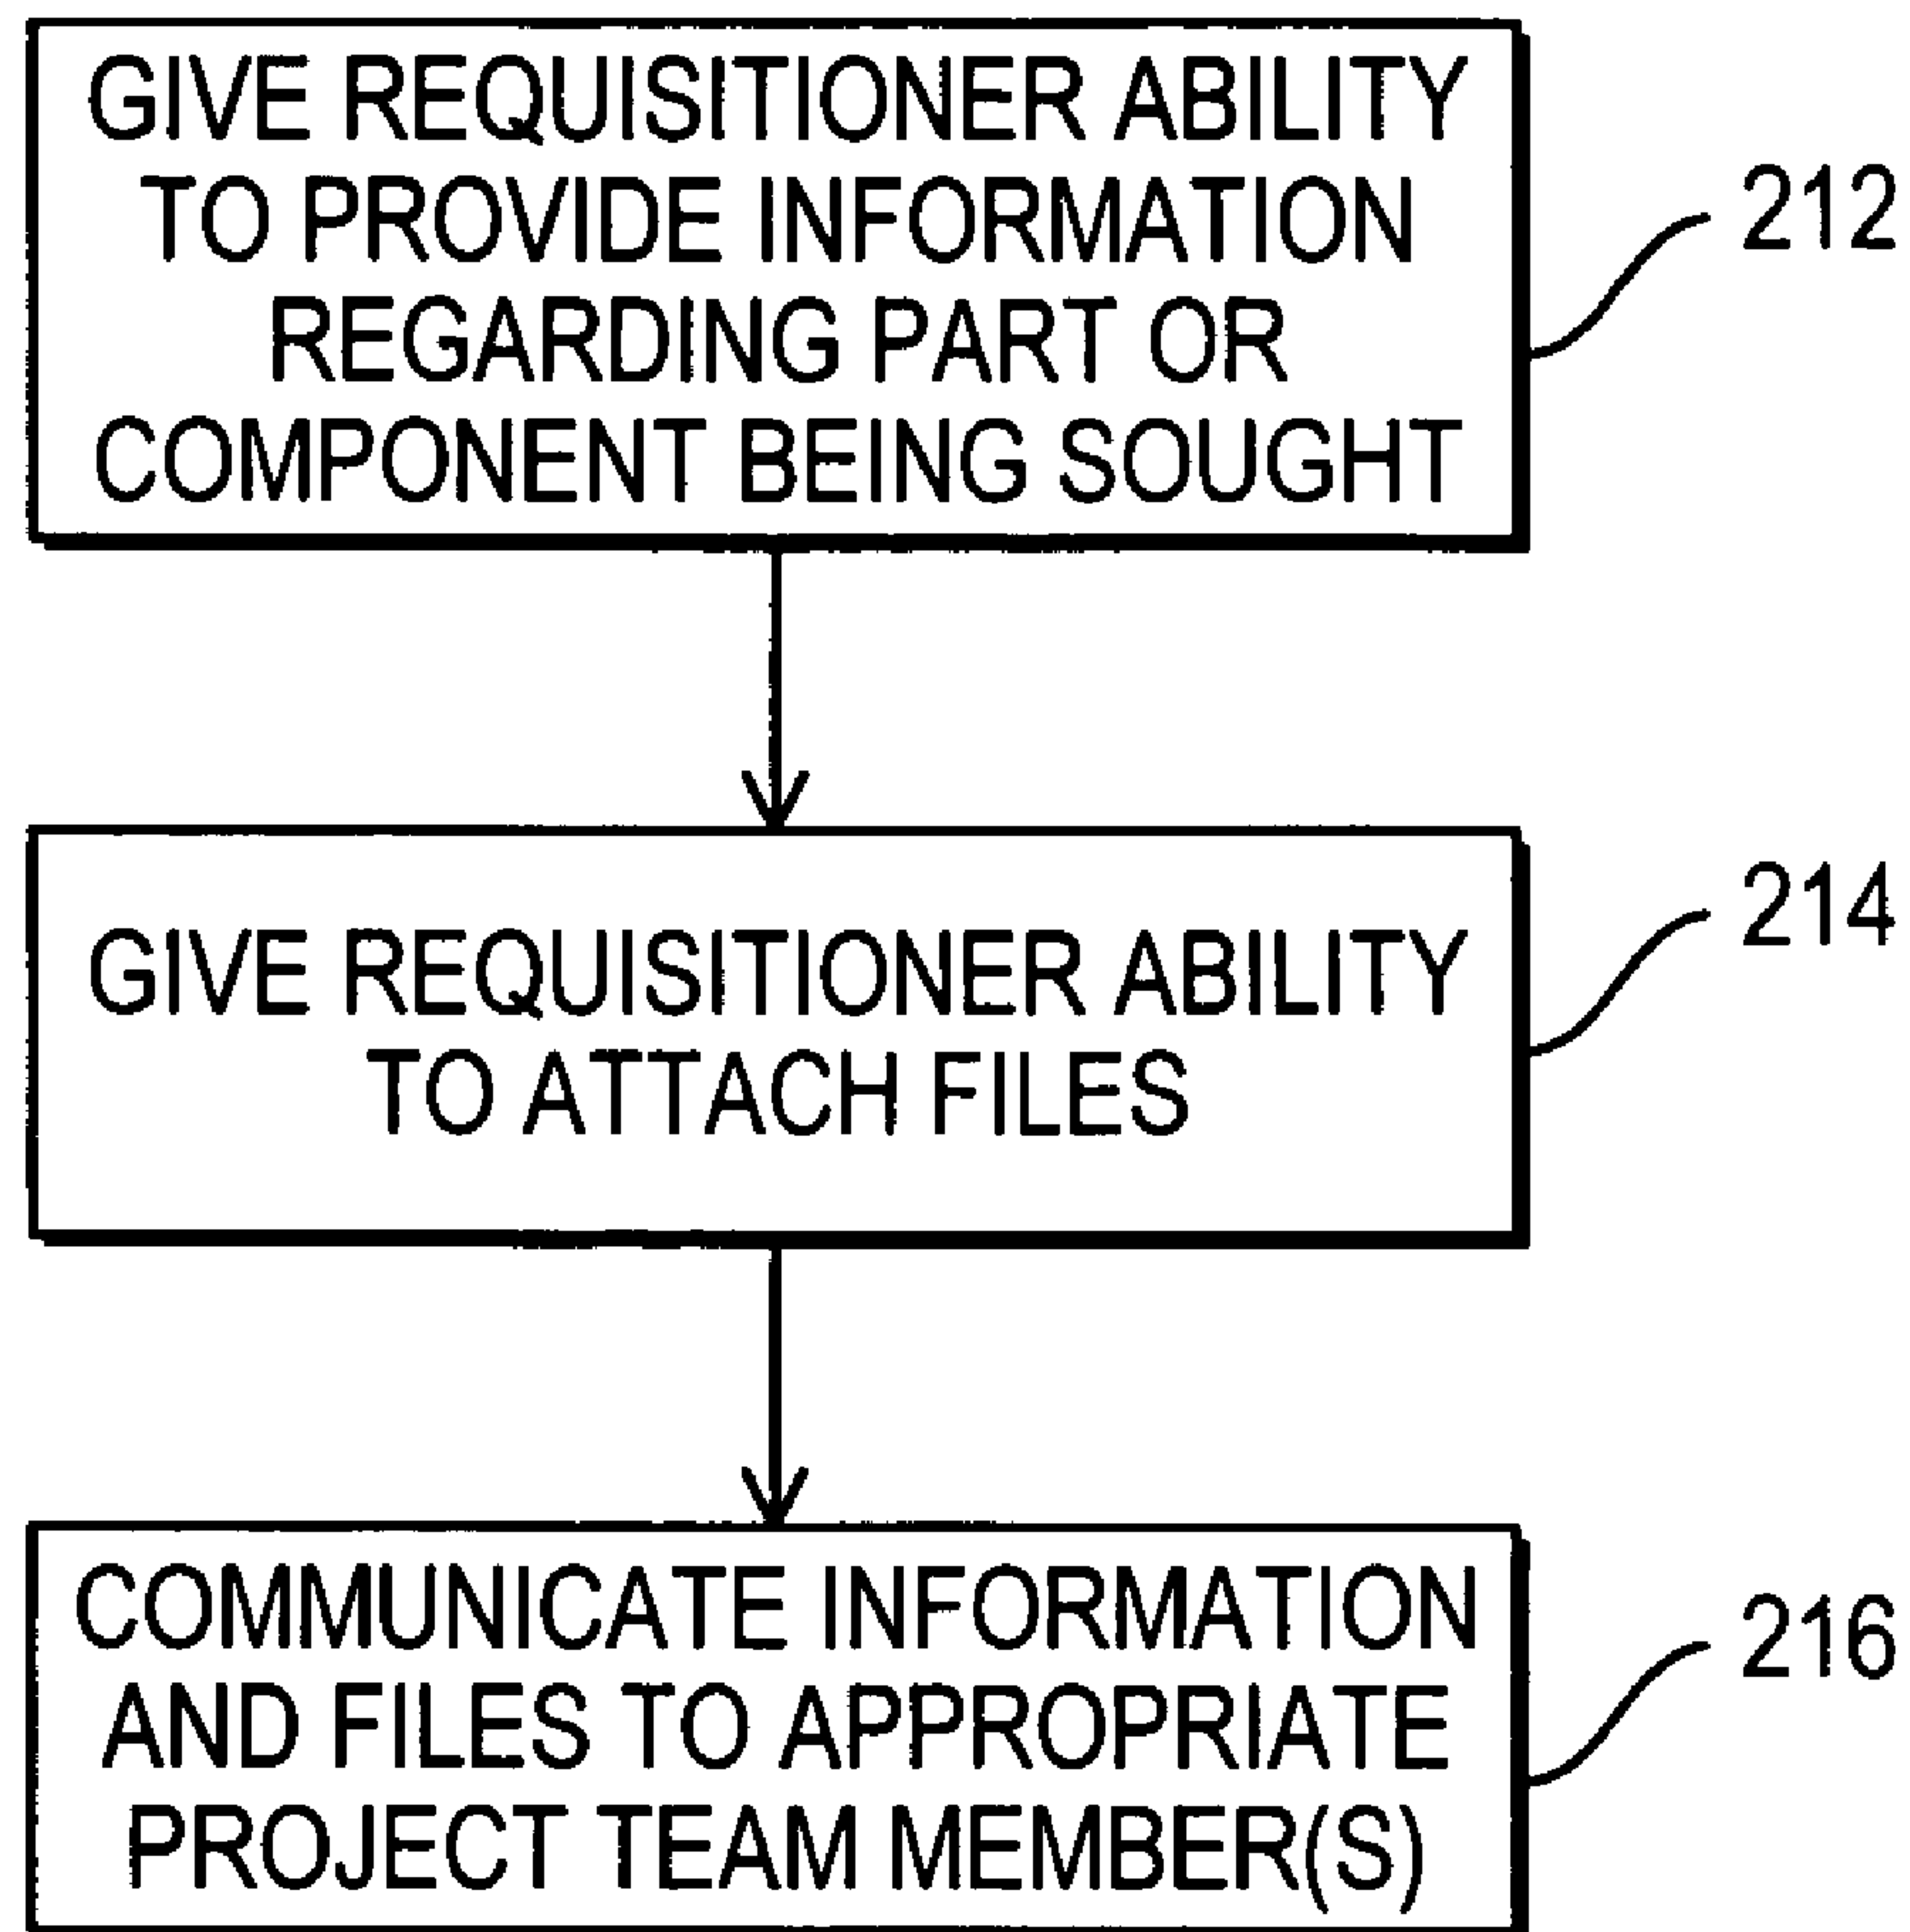 GIVE REQUISITIONER ABILITY
TO PROVIDE INFORMATION
REGARDING PART OR
COMPONENT BEING SOUGHT
212
GIVE REQUISITIONER ABILITY
TO ATTACH FILES
214
COMMUNICATE INFORMATION
AND FILES TO APPROPRIATE
PROJECT TEAM MEMBER(S)
216